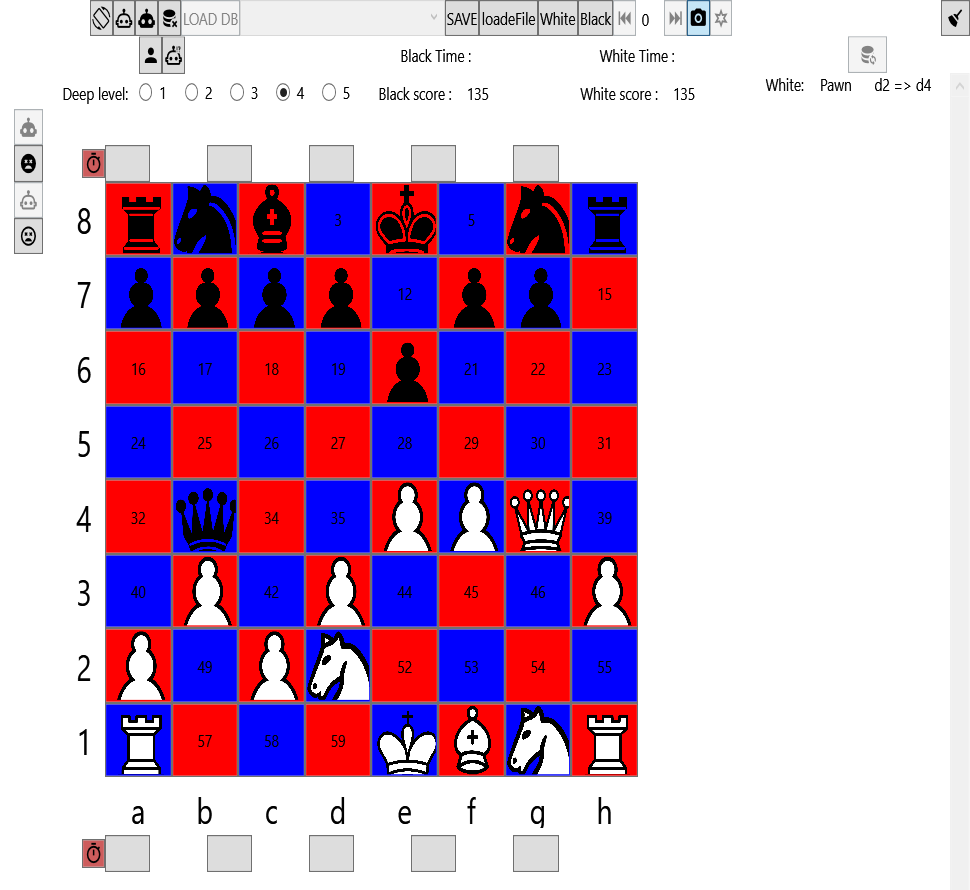 LOAD DB SAVE loadeFile White Black 0
Black Time : White Time :
Deep level: 1 2 3 4 5 Black score : 135 White score : 135 White: Pawn d2 => d4
8 3 5
7 12 15
6 16 17 18 19 21 22 23
5 24 25 26 27 28 29 30 31
4 32 34 35 39
3 40 42 44 45 46
2 49 52 53 54 55
1 57 58 59
a b c d e f g h